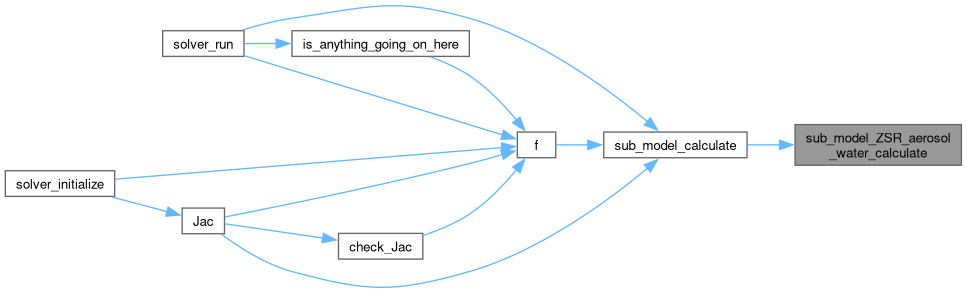 solver_run
is_anything_going_on_here
sub_model_ZSR_aerosol
_water_calculate
f
sub_model_calculate
solver_initialize
Jac
check_Jac